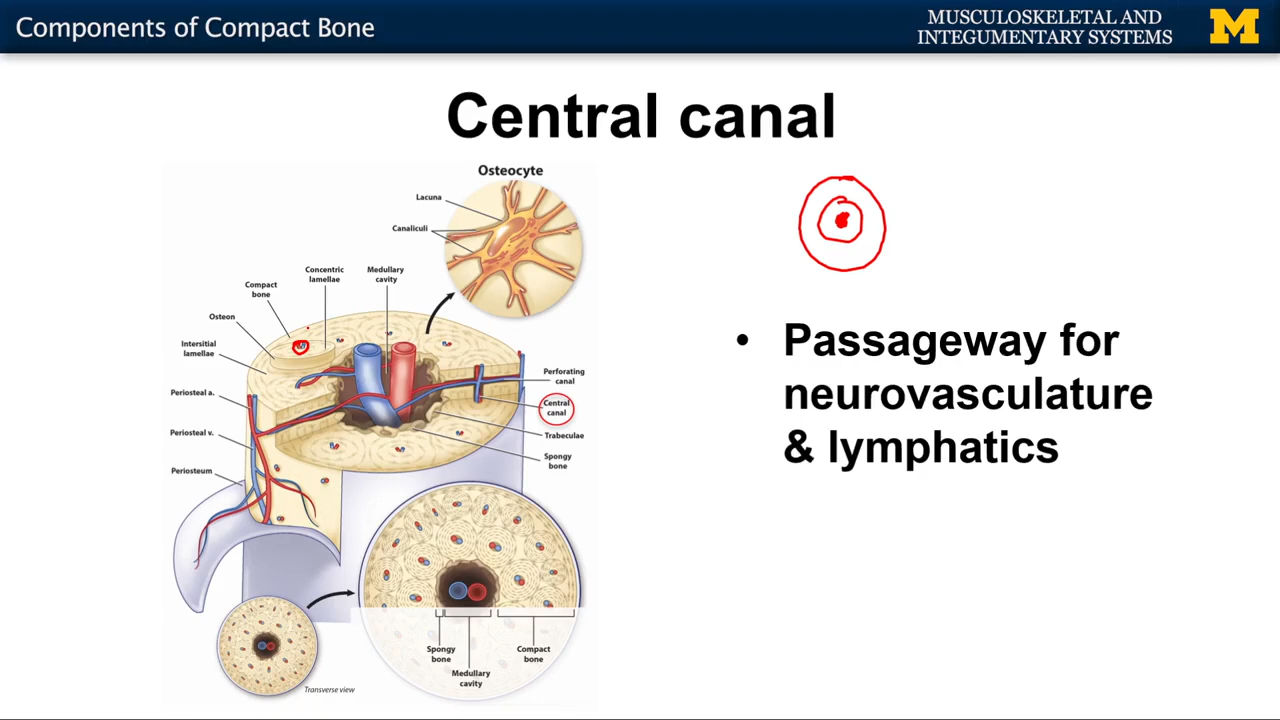 Components of Compact Bone
MUSCULOSKELETAL AND
INTEGUMENTARY SYSTEMS
M
Central canal
Osteocyte
Lacuna
Canaliculi
Concentric
lamellae
Medullary
cavity
Compact
bone
Osteon
Intersitial
lamellae
Periosteal a.
Periosteal v.
Periosteum
Perforating
canal
Central
canal
Trabeculae
Spongy
bone
Spongy
bone
Medullary
cavity
Compact
bone
Transverse view
• Passageway for
neurovasculature
& lymphatics